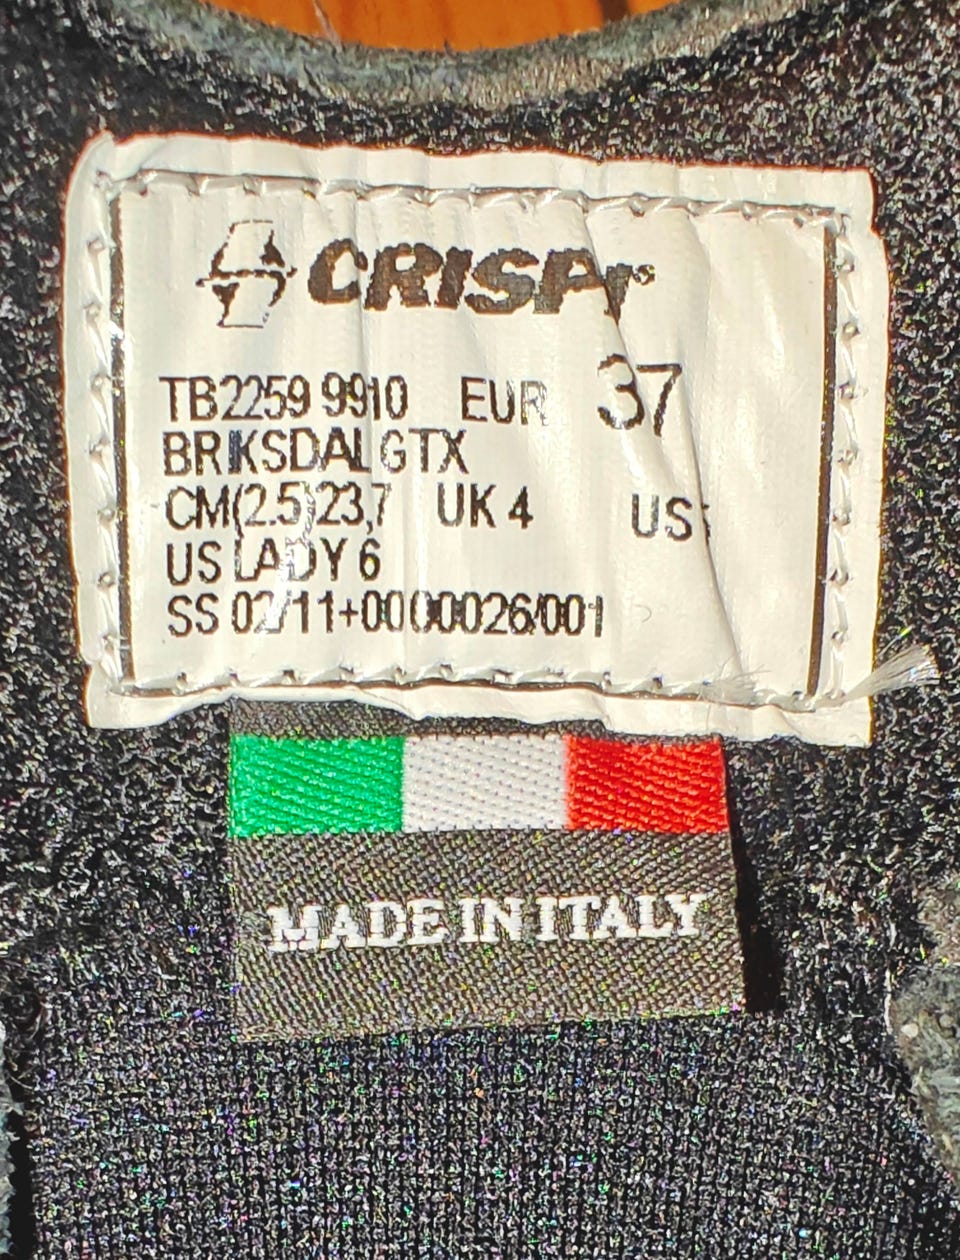 CRISPI®
TB2259 9910 EUR 37
BRIKSDAL GTX
CM(2.5)23,7 UK 4 US
US LADY 6
SS 02/11+0000026/001
MADE IN ITALY